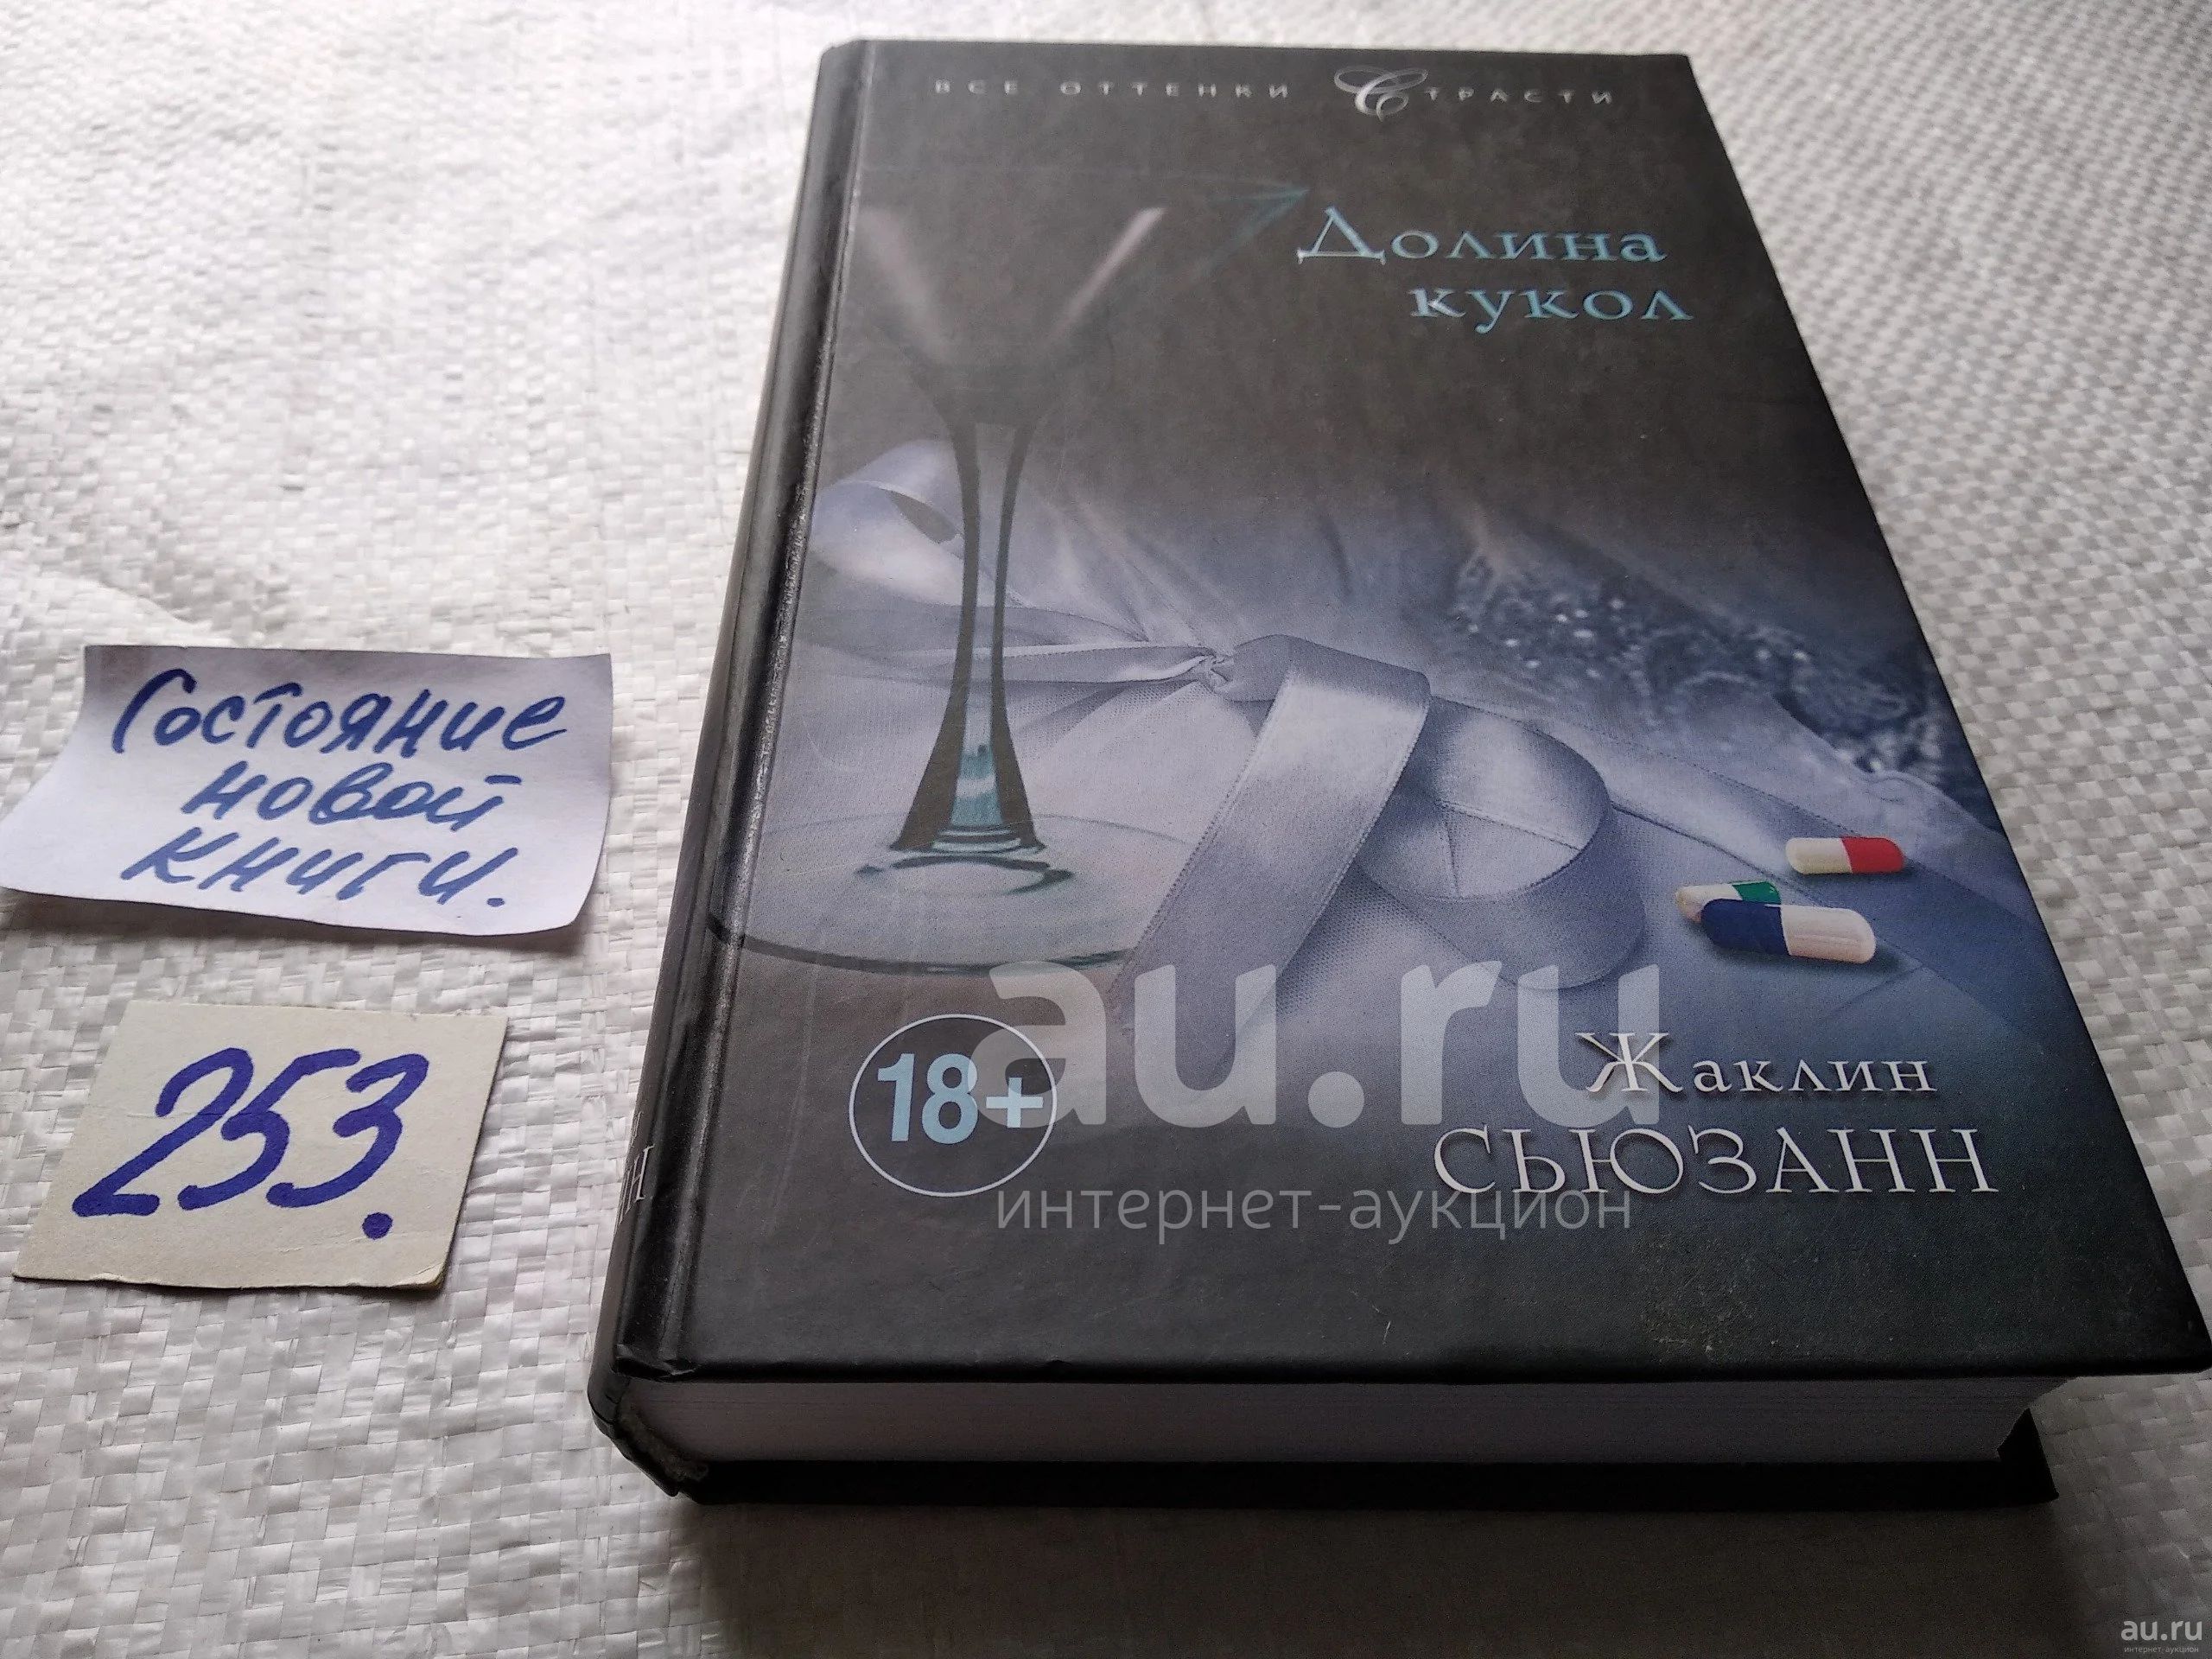 ВСЕ ОТТЕНКИ СТРАСТИ
Долина
кукол
Состояние
новой
книги.
253.
18+
au.ru
Жаклин
СЬЮЗАНН
интернет-аукцион
au.ru
интернет-аукцион